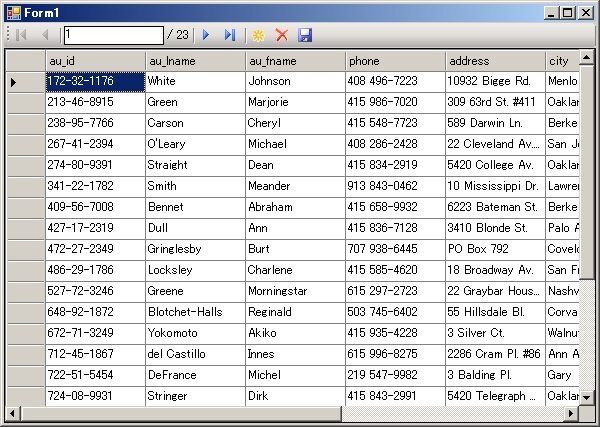 Form1
1 / 23
au_id au_lname au_fname phone address city
172-32-1176 White Johnson 408 496-7223 10932 Bigge Rd. Menlo
213-46-8915 Green Marjorie 415 986-7020 309 63rd St. #411 Oaklan
238-95-7766 Carson Cheryl 415 548-7723 589 Darwin Ln. Berke
267-41-2394 O'Leary Michael 408 286-2428 22 Cleveland Av.... San Jo
274-80-9391 Straight Dean 415 834-2919 5420 College Av. Oaklan
341-22-1782 Smith Meander 913 843-0462 10 Mississippi Dr. Lawren
409-56-7008 Bennet Abraham 415 658-9932 6223 Bateman St. Berke
427-17-2319 Dull Ann 415 836-7128 3410 Blonde St. Palo A
472-27-2349 Gringlesby Burt 707 938-6445 PO Box 792 Covelo
486-29-1786 Locksley Charlene 415 585-4620 18 Broadway Av. San Fr
527-72-3246 Greene Morningstar 615 297-2723 22 Graybar Hous... Nashv
648-92-1872 Blotchet-Halls Reginald 503 745-6402 55 Hillsdale Bl. Corva
672-71-3249 Yokomoto Akiko 415 935-4228 3 Silver Ct. Walnut
712-45-1867 del Castillo Innes 615 996-8275 2286 Cram Pl. #86 Ann A
722-51-5454 DeFrance Michel 219 547-9982 3 Balding Pl. Gary
724-08-9931 Stringer Dirk 415 843-2991 5420 Telegraph ... Oaklan